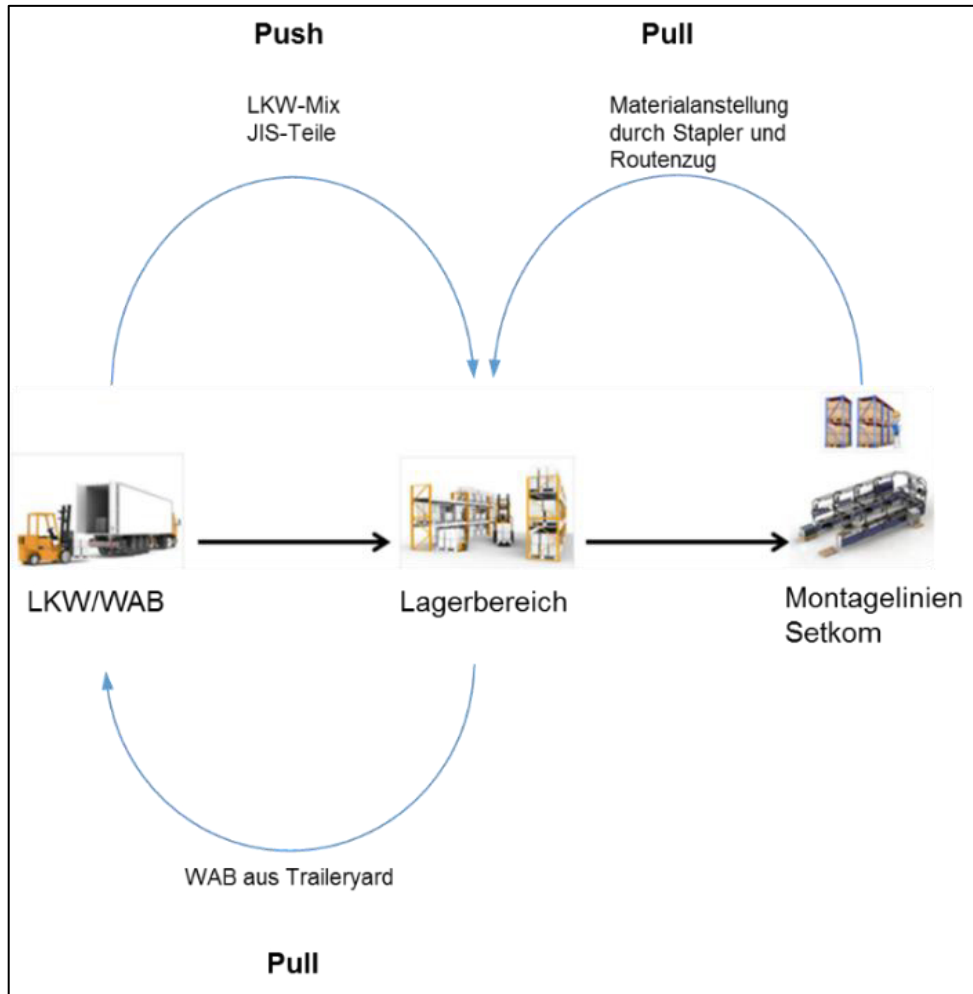 Push
Pull
LKW-Mix
JIS-Teile
Materialanstellung
durch Stapler und
Routenzug
LKW/WAB
Lagerbereich
Montagelinien
Setkom
WAB aus Traileryard
Pull